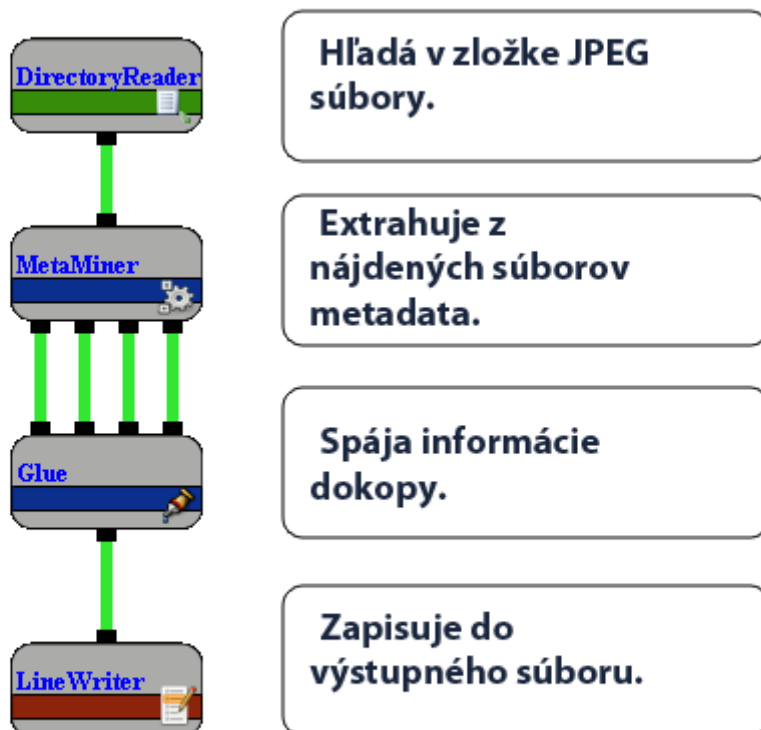 DirectoryReader
Hľadá v zložke JPEG
súbory.
MetaMiner
Extrahuje z
nájdených súborov
metadata.
Glue
Spája informácie
dokopy.
LineWriter
Zapisuje do
výstupného súboru.